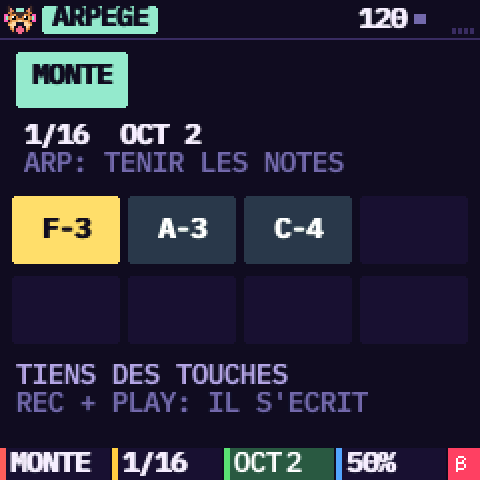 ARPEGE 120
MONTE
1/16 OCT 2
ARP: TENIR LES NOTES
F-3 A-3 C-4
TIENS DES TOUCHES
REC + PLAY: IL S'ECRIT
MONTE 1/16 OCT 2 50% β